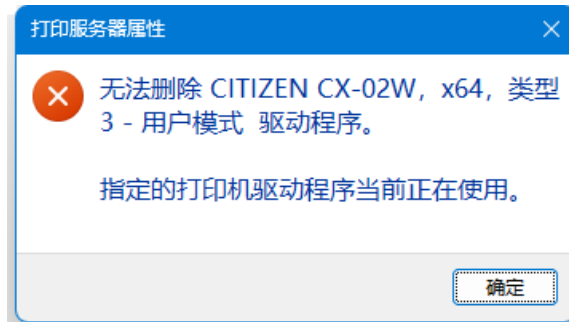 打印服务器属性
无法删除 CITIZEN CX-02W，x64，类型
3 - 用户模式 驱动程序。
指定的打印机驱动程序当前正在使用。
确定